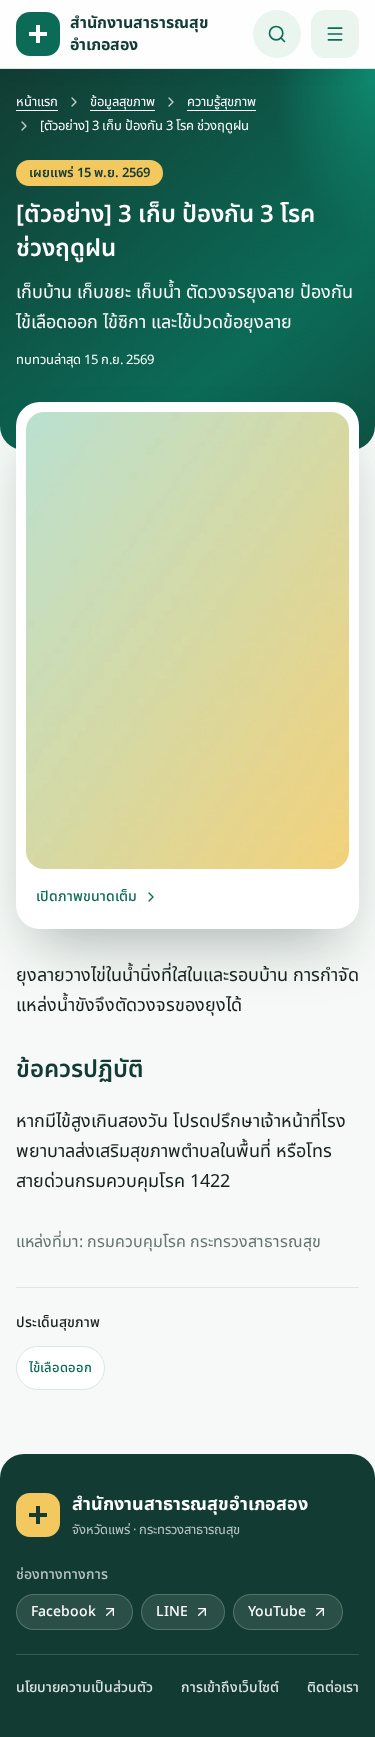 สำนักงานสาธารณสุข
อำเภอสอง
หน้าแรก
ข้อมูลสุขภาพ
ความรู้สุขภาพ
[ตัวอย่าง] 3 เก็บ ป้องกัน 3 โรค ช่วงฤดูฝน
เผยแพร่ 15 พ.ย. 2569
[ตัวอย่าง] 3 เก็บ ป้องกัน 3 โรค
ช่วงฤดูฝน
เก็บบ้าน เก็บขยะ เก็บน้ำ ตัดวงจรยุงลาย ป้องกัน
ไข้เลือดออก ไข้ซิกา และไข้ปวดข้อยุงลาย
ทบทวนล่าสุด 15 ก.ย. 2569
เปิดภาพขนาดเต็ม
ยุงลายวางไข่ในน้ำนิ่งที่ใสในและรอบบ้าน การกำจัด
แหล่งน้ำขังจึงตัดวงจรของยุงได้
ข้อควรปฏิบัติ
หากมีไข้สูงเกินสองวัน โปรดปรึกษาเจ้าหน้าที่โรง
พยาบาลส่งเสริมสุขภาพตำบลในพื้นที่ หรือโทร
สายด่วนกรมควบคุมโรค 1422
แหล่งที่มา: กรมควบคุมโรค กระทรวงสาธารณสุข
ประเด็นสุขภาพ
ไข้เลือดออก
สำนักงานสาธารณสุขอำเภอสอง
จังหวัดแพร่ · กระทรวงสาธารณสุข
ช่องทางทางการ
Facebook
LINE
YouTube
นโยบายความเป็นส่วนตัว
การเข้าถึงเว็บไซต์
ติดต่อเรา